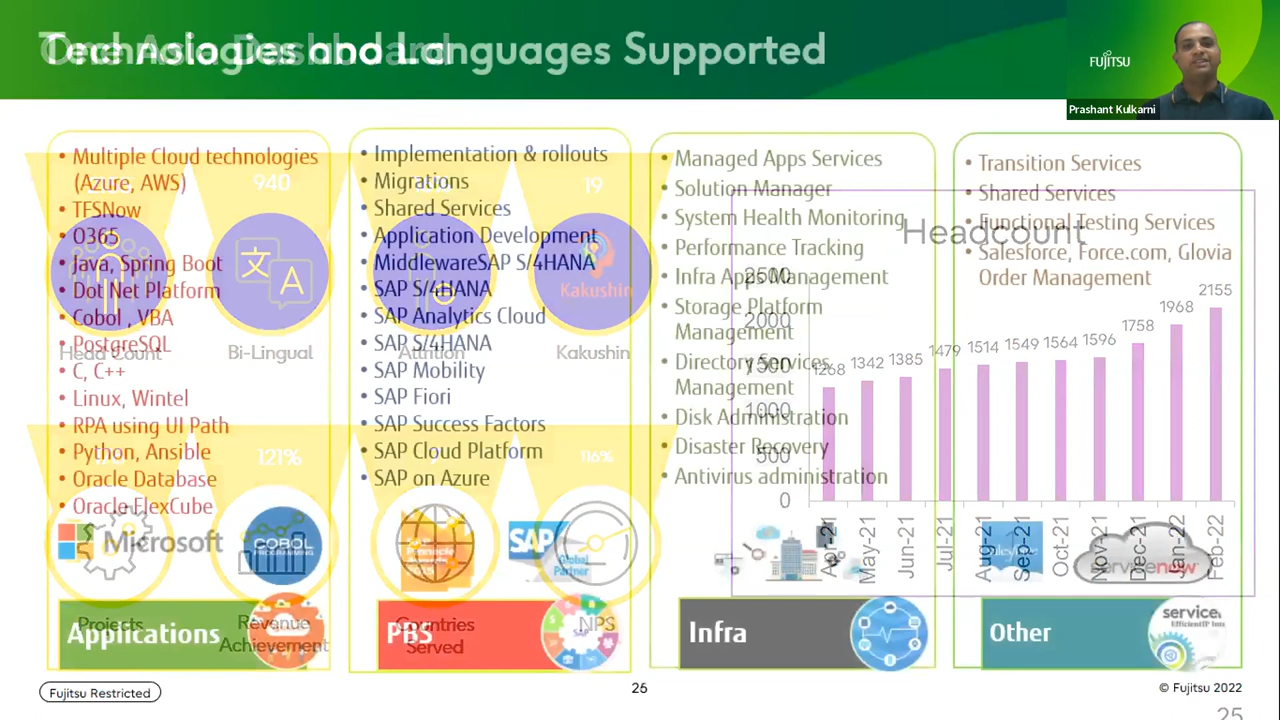 Technologies and Languages Supported
FUJITSU
Prashant Kulkarni
• Multiple Cloud technologies
(Azure, AWS)
• TFSNow
• O365
• Java, Spring Boot
• Dot Net Platform
• Cobol , VBA
• PostgreSQL
• C, C++
• Linux, Wintel
• RPA using UI Path
• Python, Ansible
• Oracle Database
• Oracle FlexCube
Microsoft
COBOL
PROGRAMMING
Applications
• Implementation & rollouts
• Migrations
• Shared Services
• Application Development
• MiddlewareSAP S/4HANA
• SAP S/4HANA
• SAP Analytics Cloud
• SAP S/4HANA
• SAP Mobility
• SAP Fiori
• SAP Success Factors
• SAP Cloud Platform
• SAP on Azure
SAP
Global
Partner
PBS
• Managed Apps Services
• Solution Manager
• System Health Monitoring
• Performance Tracking
• Infra Apps Management
• Storage Platform
Management
• Directory Services
Management
• Disk Administration
• Disaster Recovery
• Antivirus administration
Infra
• Transition Services
• Shared Services
• Functional Testing Services
• Salesforce, Force.com, Glovia
Order Management
Other
940
19
Kakushin
Head Count
Bi-Lingual
Attrition
Kakushin
121%
116%
Projects
Revenue
Achievement
Countries
Served
NPS
Headcount
2500
2000
1500
1000
500
0
1268
1342
1385
1479
1514
1549
1564
1596
1758
1968
2155
Apr-21
May-21
Jun-21
Jul-21
Aug-21
Sep-21
Oct-21
Nov-21
Dec-21
Jan-22
Feb-22
Fujitsu Restricted
26
© Fujitsu 2022
25